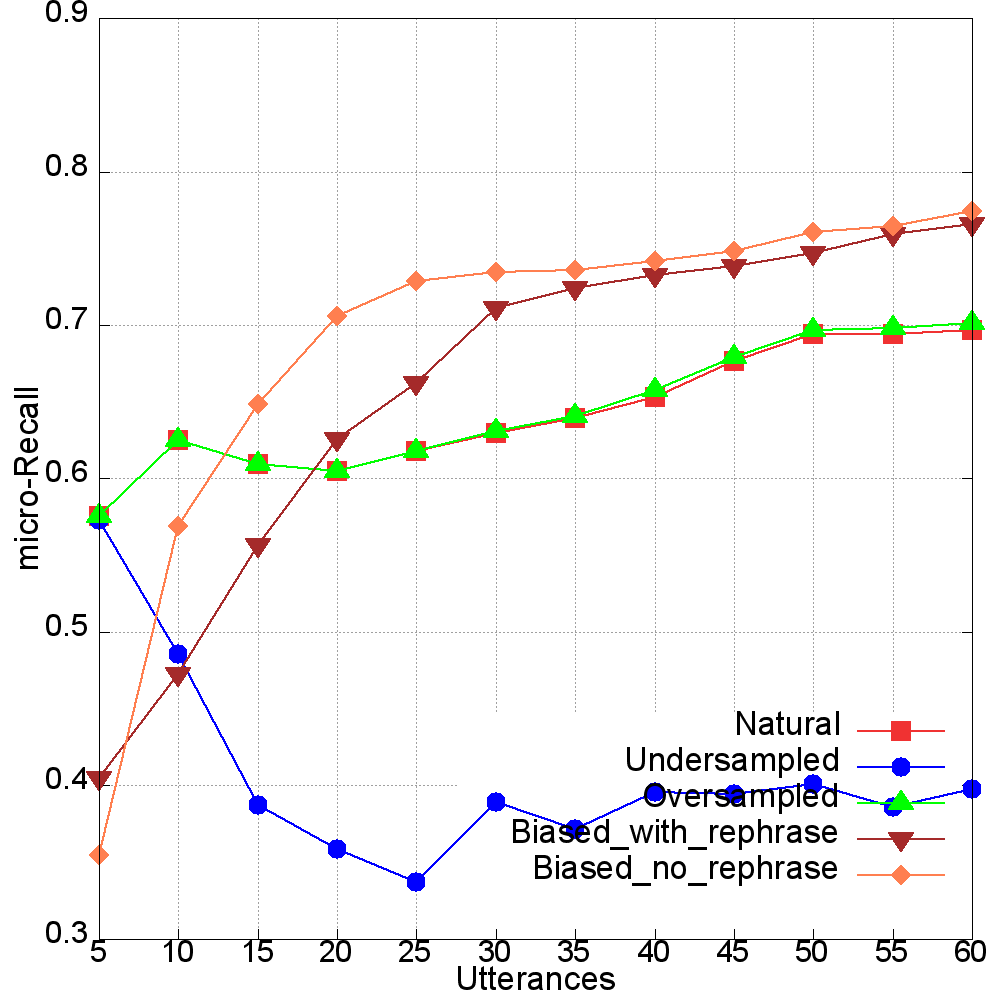 0.9
0.8
0.7
0.6
0.5
0.4
0.3
micro-Recall
Natural
Undersampled
Oversampled
Biased_with_rephrase
Biased_no_rephrase
5 10 15 20 25 30 35 40 45 50 55 60
Utterances